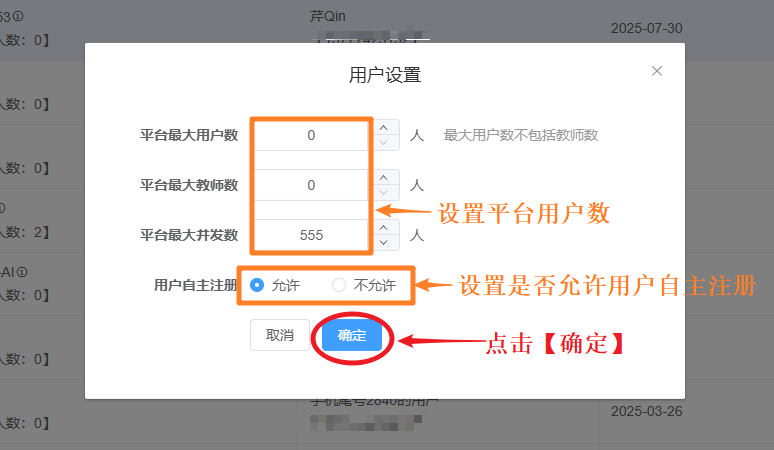 53
芹Qin
人数：0】
2025-07-30
用户设置
人数：0】
平台最大用户数
0
人
最大用户数不包括教师数
人数：0】
平台最大教师数
0
人
设置平台用户数
人数：2】
平台最大并发数
555
人
-AI
人数：0】
用户自主注册
允许
不允许
设置是否允许用户自主注册
取消
确定
点击【确定】
人数：0】
手机尾号2840的用户
2025-03-26
人数：0】